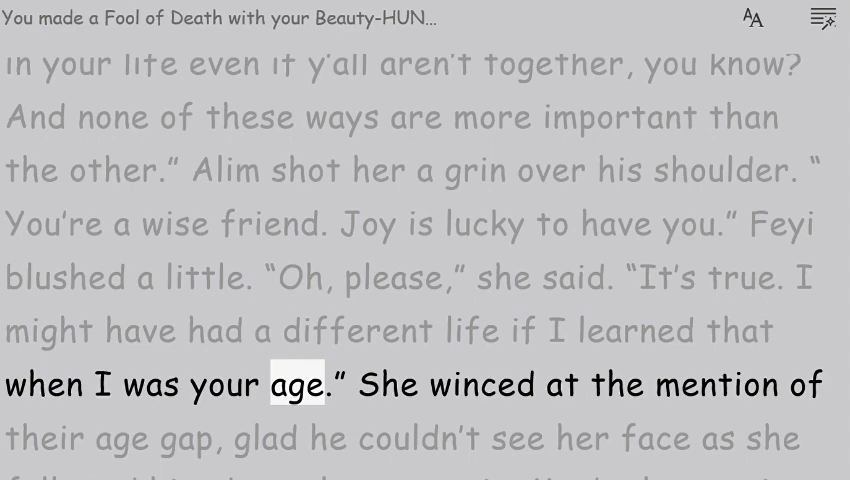 You made a Fool of Death with your Beauty-HUN...
in your life even if y'all aren't together, you know?
And none of these ways are more important than
the other.” Alim shot her a grin over his shoulder. “
You're a wise friend. Joy is lucky to have you.” Feyi
blushed a little. “Oh, please,” she said. “It's true. I
might have had a different life if I learned that
when I was your age.” She winced at the mention of
their age gap, glad he couldn't see her face as she